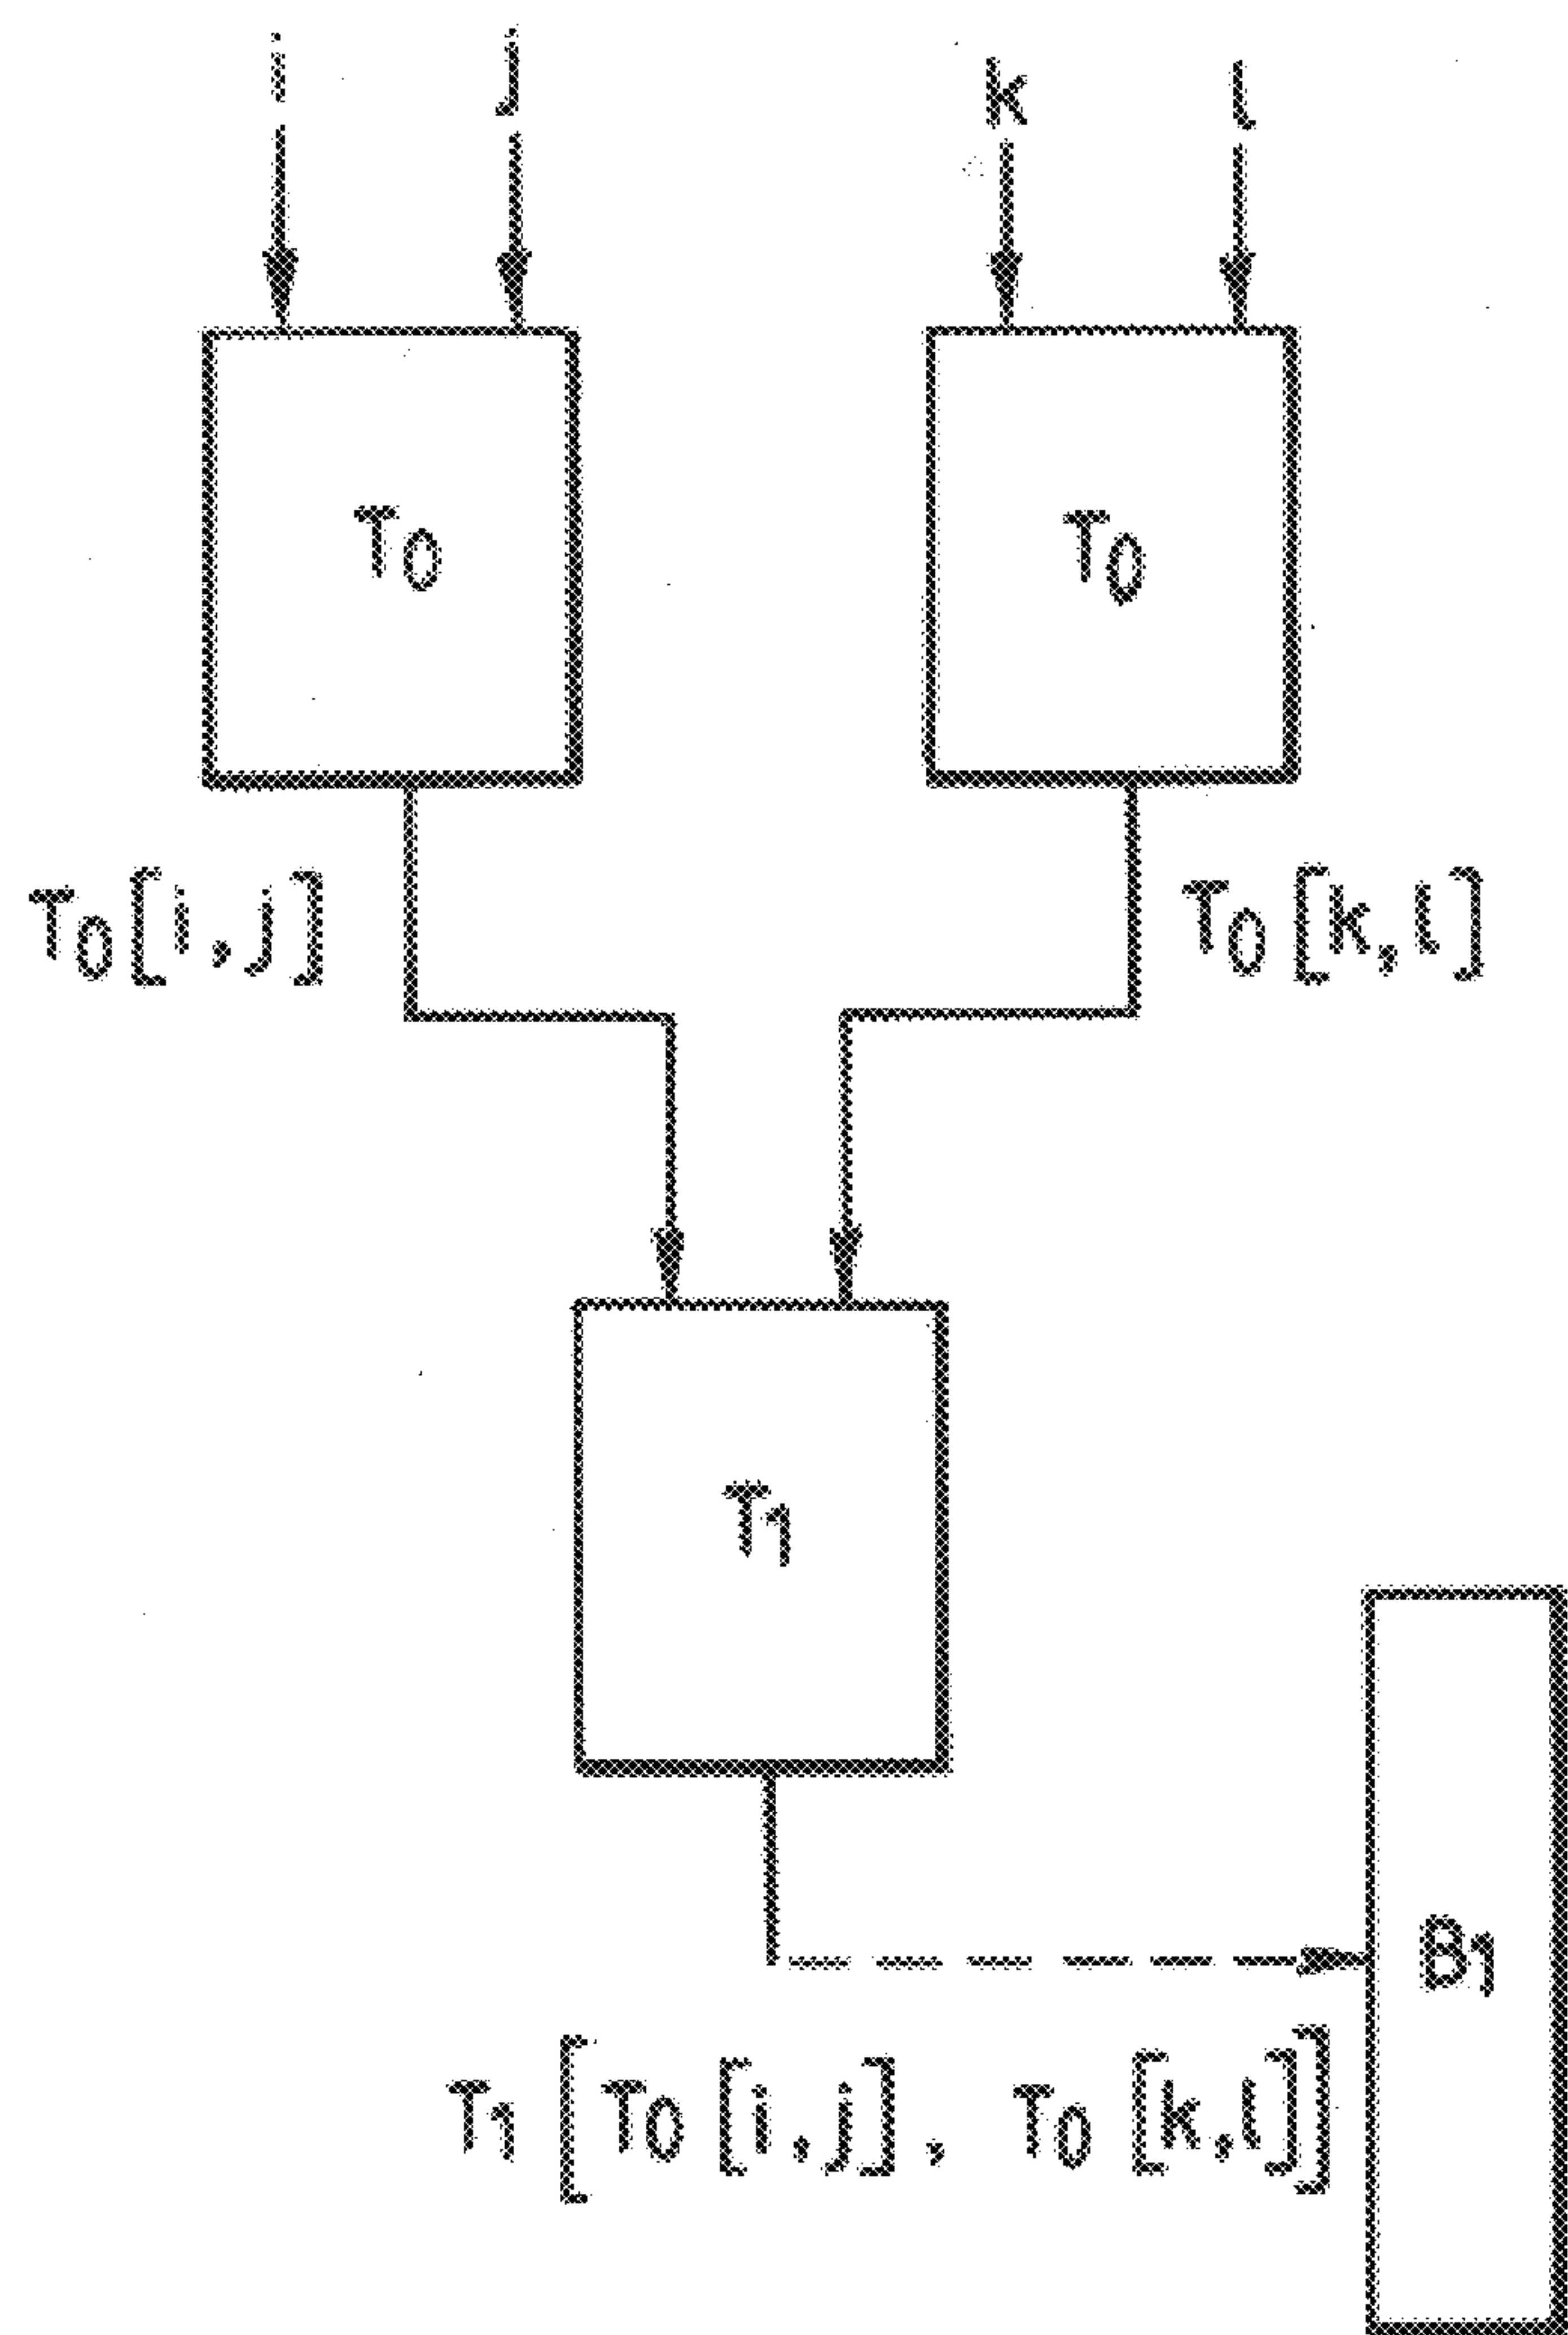 i j k l
T0 T0
T0[i,j] T0[k,l]
T1
B1
T1[T0[i,j], T0[k,l]]